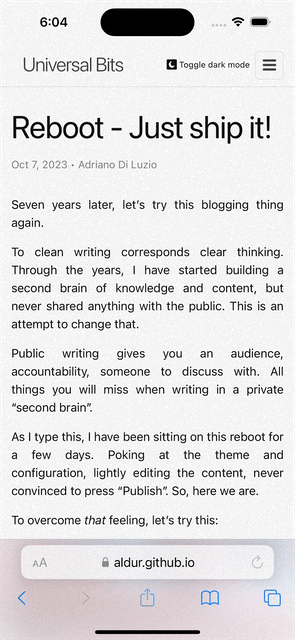 6:04
Universal Bits
Toggle dark mode
Reboot - Just ship it!
Oct 7, 2023 • Adriano Di Luzio
Seven years later, let’s try this blogging thing
again.
To clean writing corresponds clear thinking.
Through the years, I have started building a
second brain of knowledge and content, but
never shared anything with the public. This is an
attempt to change that.
Public writing gives you an audience,
accountability, someone to discuss with. All
things you will miss when writing in a private
“second brain”.
As I type this, I have been sitting on this reboot for
a few days. Poking at the theme and
configuration, lightly editing the content, never
convinced to press “Publish”. So, here we are.
To overcome that feeling, let’s try this:
AA aldur.github.io